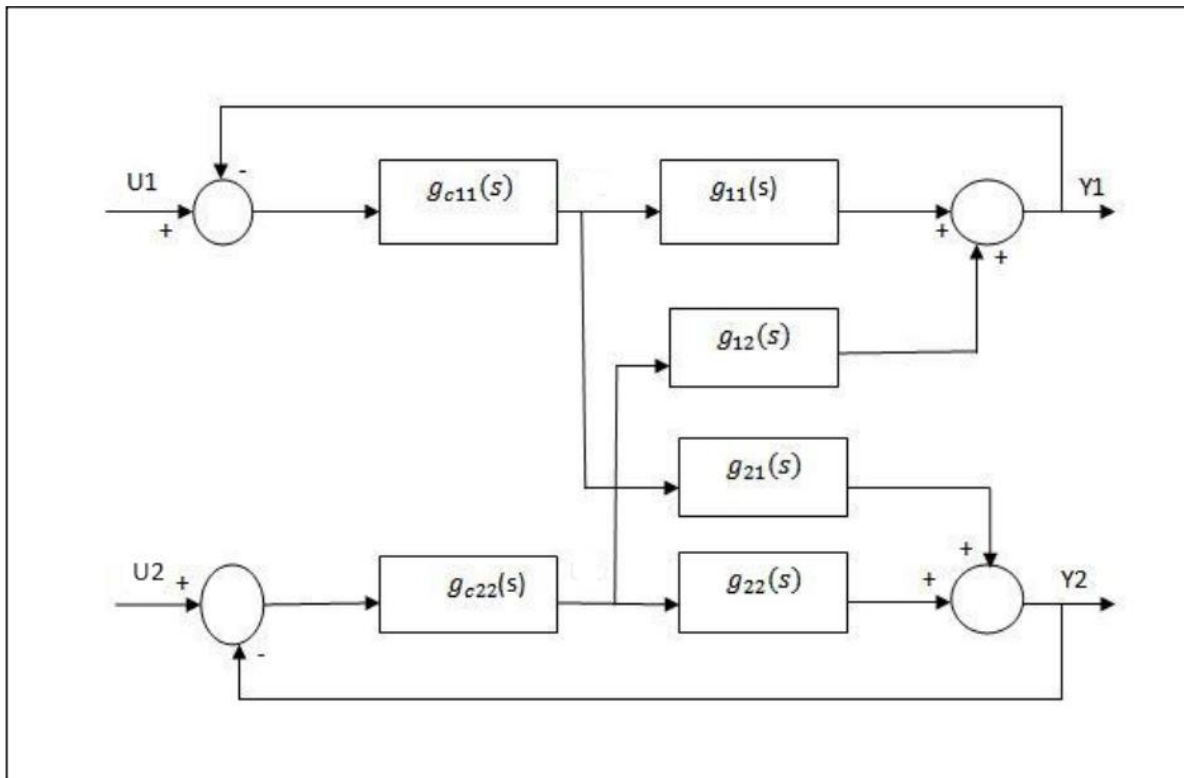 -
U1
+
g_{c11}(s)
g_{11}(s)
+
+
Y1
g_{12}(s)
g_{21}(s)
U2
+
-
g_{c22}(s)
g_{22}(s)
+
+
Y2